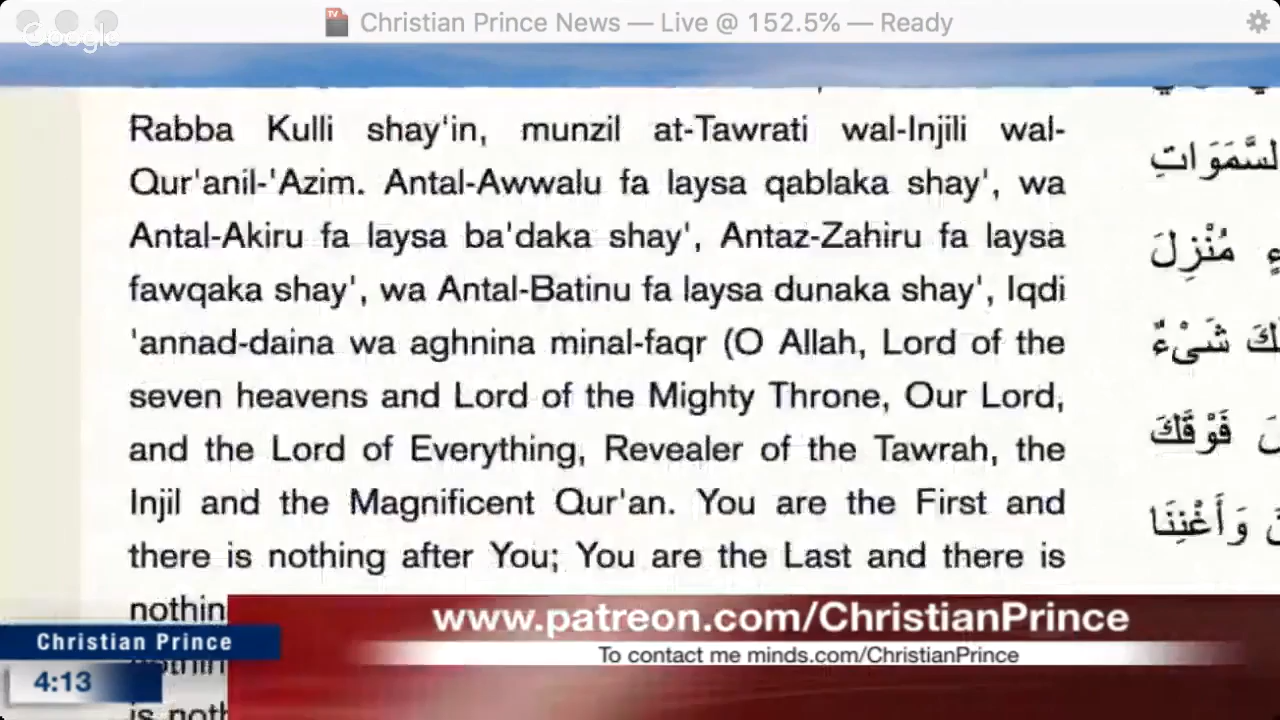 Christian Prince News — Live @ 152.5% — Ready
Google
Rabba Kulli shay'in, munzil at-Tawrati wal-Injili wal-
Qur'anil-'Azim. Antal-Awwalu fa laysa qablaka shay', wa
Antal-Akiru fa laysa ba'daka shay', Antaz-Zahiru fa laysa
fawqaka shay', wa Antal-Batinu fa laysa dunaka shay', Iqdi
'annad-daina wa aghnina minal-faqr (O Allah, Lord of the
seven heavens and Lord of the Mighty Throne, Our Lord,
and the Lord of Everything, Revealer of the Tawrah, the
Injil and the Magnificent Qur'an. You are the First and
there is nothing after You; You are the Last and there is
nothin
لسَّمَوَاتِ
مُنْزِلَ
شَىْءٌ
فَوْقَكَ
وَأَغْنِنَا
www.patreon.com/ChristianPrince
To contact me minds.com/ChristianPrince
Christian Prince
4:13
is noth